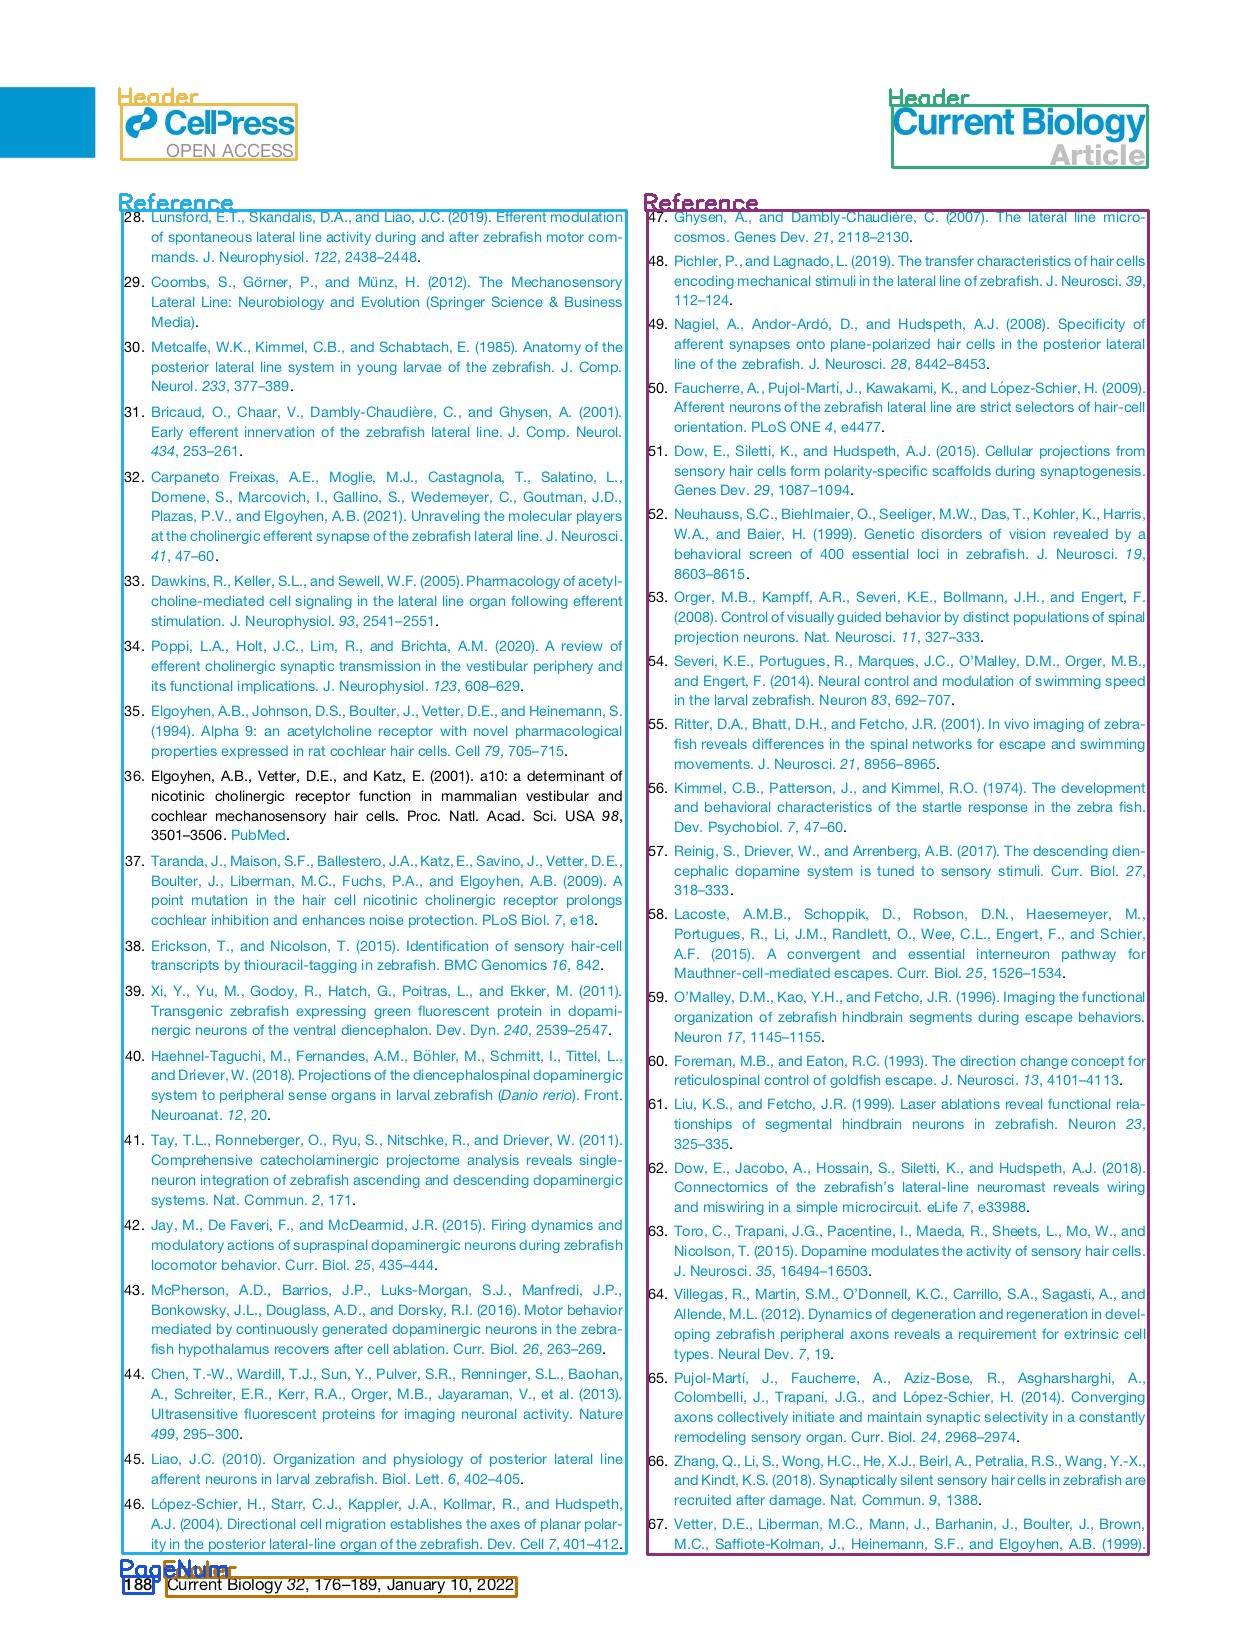 Header
CellPress
OPEN ACCESS
Header
Current Biology
Article
Reference
28. Lunsford, E.T., Skandalis, D.A., and Liao, J.C. (2019). Efferent modulation
of spontaneous lateral line activity during and after zebrafish motor com-
mands. J. Neurophysiol. 122, 2438–2448.
29. Coombs, S., Görner, P., and Münz, H. (2012). The Mechanosensory
Lateral Line: Neurobiology and Evolution (Springer Science & Business
Media).
30. Metcalfe, W.K., Kimmel, C.B., and Schabtach, E. (1985). Anatomy of the
posterior lateral line system in young larvae of the zebrafish. J. Comp.
Neurol. 233, 377–389.
31. Bricaud, O., Chaar, V., Dambly-Chaudière, C., and Ghysen, A. (2001).
Early efferent innervation of the zebrafish lateral line. J. Comp. Neurol.
434, 253–261.
32. Carpaneto Freixas, A.E., Moglie, M.J., Castagnola, T., Salatino, L.,
Domene, S., Marcovich, I., Gallino, S., Wedemeyer, C., Goutman, J.D.,
Plazas, P.V., and Elgoyhen, A.B. (2021). Unraveling the molecular players
at the cholinergic efferent synapse of the zebrafish lateral line. J. Neurosci.
41, 47–60.
33. Dawkins, R., Keller, S.L., and Sewell, W.F. (2005). Pharmacology of acetyl-
choline-mediated cell signaling in the lateral line organ following efferent
stimulation. J. Neurophysiol. 93, 2541–2551.
34. Poppi, L.A., Holt, J.C., Lim, R., and Brichta, A.M. (2020). A review of
efferent cholinergic synaptic transmission in the vestibular periphery and
its functional implications. J. Neurophysiol. 123, 608–629.
35. Elgoyhen, A.B., Johnson, D.S., Boulter, J., Vetter, D.E., and Heinemann, S.
(1994). Alpha 9: an acetylcholine receptor with novel pharmacological
properties expressed in rat cochlear hair cells. Cell 79, 705–715.
36. Elgoyhen, A.B., Vetter, D.E., and Katz, E. (2001). a10: a determinant of
nicotinic cholinergic receptor function in mammalian vestibular and
cochlear mechanosensory hair cells. Proc. Natl. Acad. Sci. USA 98,
3501–3506. PubMed.
37. Taranda, J., Maison, S.F., Ballestero, J.A., Katz, E., Savino, J., Vetter, D.E.,
Boulter, J., Liberman, M.C., Fuchs, P.A., and Elgoyhen, A.B. (2009). A
point mutation in the hair cell nicotinic cholinergic receptor prolongs
cochlear inhibition and enhances noise protection. PLoS Biol. 7, e18.
38. Erickson, T., and Nicolson, T. (2015). Identification of sensory hair-cell
transcripts by thiouracil-tagging in zebrafish. BMC Genomics 16, 842.
39. Xi, Y., Yu, M., Godoy, R., Hatch, G., Poitras, L., and Ekker, M. (2011).
Transgenic zebrafish expressing green fluorescent protein in dopami-
nergic neurons of the ventral diencephalon. Dev. Dyn. 240, 2539–2547.
40. Haehnel-Taguchi, M., Fernandes, A.M., Böhler, M., Schmitt, I., Tittel, L.,
and Driever, W. (2018). Projections of the diencephalospinal dopaminergic
system to peripheral sense organs in larval zebrafish (Danio rerio). Front.
Neuroanat. 12, 20.
41. Tay, T.L., Ronneberger, O., Ryu, S., Nitschke, R., and Driever, W. (2011).
Comprehensive catecholaminergic projectome analysis reveals single-
neuron integration of zebrafish ascending and descending dopaminergic
systems. Nat. Commun. 2, 171.
42. Jay, M., De Faveri, F., and McDearmid, J.R. (2015). Firing dynamics and
modulatory actions of supraspinal dopaminergic neurons during zebrafish
locomotor behavior. Curr. Biol. 25, 435–444.
43. McPherson, A.D., Barrios, J.P., Luks-Morgan, S.J., Manfredi, J.P.,
Bonkowsky, J.L., Douglass, A.D., and Dorsky, R.I. (2016). Motor behavior
mediated by continuously generated dopaminergic neurons in the zebra-
fish hypothalamus recovers after cell ablation. Curr. Biol. 26, 263–269.
44. Chen, T.-W., Wardill, T.J., Sun, Y., Pulver, S.R., Renninger, S.L., Baohan,
A., Schreiter, E.R., Kerr, R.A., Orger, M.B., Jayaraman, V., et al. (2013).
Ultrasensitive fluorescent proteins for imaging neuronal activity. Nature
499, 295–300.
45. Liao, J.C. (2010). Organization and physiology of posterior lateral line
afferent neurons in larval zebrafish. Biol. Lett. 6, 402–405.
46. López-Schier, H., Starr, C.J., Kappler, J.A., Kollmar, R., and Hudspeth,
A.J. (2004). Directional cell migration establishes the axes of planar polar-
ity in the posterior lateral-line organ of the zebrafish. Dev. Cell 7, 401–412.
Reference
47. Ghysen, A., and Dambly-Chaudière, C. (2007). The lateral line micro-
cosmos. Genes Dev. 21, 2118–2130.
48. Pichler, P., and Lagnado, L. (2019). The transfer characteristics of hair cells
encoding mechanical stimuli in the lateral line of zebrafish. J. Neurosci. 39,
112–124.
49. Nagiel, A., Andor-Ardó, D., and Hudspeth, A.J. (2008). Specificity of
afferent synapses onto plane-polarized hair cells in the posterior lateral
line of the zebrafish. J. Neurosci. 28, 8442–8453.
50. Faucherre, A., Pujol-Martí, J., Kawakami, K., and López-Schier, H. (2009).
Afferent neurons of the zebrafish lateral line are strict selectors of hair-cell
orientation. PLoS ONE 4, e4477.
51. Dow, E., Siletti, K., and Hudspeth, A.J. (2015). Cellular projections from
sensory hair cells form polarity-specific scaffolds during synaptogenesis.
Genes Dev. 29, 1087–1094.
52. Neuhauss, S.C., Biehlmaier, O., Seeliger, M.W., Das, T., Kohler, K., Harris,
W.A., and Baier, H. (1999). Genetic disorders of vision revealed by a
behavioral screen of 400 essential loci in zebrafish. J. Neurosci. 19,
8603–8615.
53. Orger, M.B., Kampff, A.R., Severi, K.E., Bollmann, J.H., and Engert, F.
(2008). Control of visually guided behavior by distinct populations of spinal
projection neurons. Nat. Neurosci. 11, 327–333.
54. Severi, K.E., Portugues, R., Marques, J.C., O’Malley, D.M., Orger, M.B.,
and Engert, F. (2014). Neural control and modulation of swimming speed
in the larval zebrafish. Neuron 83, 692–707.
55. Ritter, D.A., Bhatt, D.H., and Fetcho, J.R. (2001). In vivo imaging of zebra-
fish reveals differences in the spinal networks for escape and swimming
movements. J. Neurosci. 21, 8956–8965.
56. Kimmel, C.B., Patterson, J., and Kimmel, R.O. (1974). The development
and behavioral characteristics of the startle response in the zebra fish.
Dev. Psychobiol. 7, 47–60.
57. Reinig, S., Driever, W., and Arrenberg, A.B. (2017). The descending dien-
cephalic dopamine system is tuned to sensory stimuli. Curr. Biol. 27,
318–333.
58. Lacoste, A.M.B., Schoppik, D., Robson, D.N., Haesemeyer, M.,
Portugues, R., Li, J.M., Randlett, O., Wee, C.L., Engert, F., and Schier,
A.F. (2015). A convergent and essential interneuron pathway for
Mauthner-cell-mediated escapes. Curr. Biol. 25, 1526–1534.
59. O’Malley, D.M., Kao, Y.H., and Fetcho, J.R. (1996). Imaging the functional
organization of zebrafish hindbrain segments during escape behaviors.
Neuron 17, 1145–1155.
60. Foreman, M.B., and Eaton, R.C. (1993). The direction change concept for
reticulospinal control of goldfish escape. J. Neurosci. 13, 4101–4113.
61. Liu, K.S., and Fetcho, J.R. (1999). Laser ablations reveal functional rela-
tionships of segmental hindbrain neurons in zebrafish. Neuron 23,
325–335.
62. Dow, E., Jacobo, A., Hossain, S., Siletti, K., and Hudspeth, A.J. (2018).
Connectomics of the zebrafish’s lateral-line neuromast reveals wiring
and miswiring in a simple microcircuit. eLife 7, e33988.
63. Toro, C., Trapani, J.G., Pacentine, I., Maeda, R., Sheets, L., Mo, W., and
Nicolson, T. (2015). Dopamine modulates the activity of sensory hair cells.
J. Neurosci. 35, 16494–16503.
64. Villegas, R., Martin, S.M., O’Donnell, K.C., Carrillo, S.A., Sagasti, A., and
Allende, M.L. (2012). Dynamics of degeneration and regeneration in devel-
oping zebrafish peripheral axons reveals a requirement for extrinsic cell
types. Neural Dev. 7, 19.
65. Pujol-Martí, J., Faucherre, A., Aziz-Bose, R., Asgharsharghi, A.,
Colombelli, J., Trapani, J.G., and López-Schier, H. (2014). Converging
axons collectively initiate and maintain synaptic selectivity in a constantly
remodeling sensory organ. Curr. Biol. 24, 2968–2974.
66. Zhang, Q., Li, S., Wong, H.C., He, X.J., Beirl, A., Petralia, R.S., Wang, Y.-X.,
and Kindt, K.S. (2018). Synaptically silent sensory hair cells in zebrafish are
recruited after damage. Nat. Commun. 9, 1388.
67. Vetter, D.E., Liberman, M.C., Mann, J., Barhanin, J., Boulter, J., Brown,
M.C., Saffiote-Kolman, J., Heinemann, S.F., and Elgoyhen, A.B. (1999).
PageNum
Footer
188 Current Biology 32, 176–189, January 10, 2022